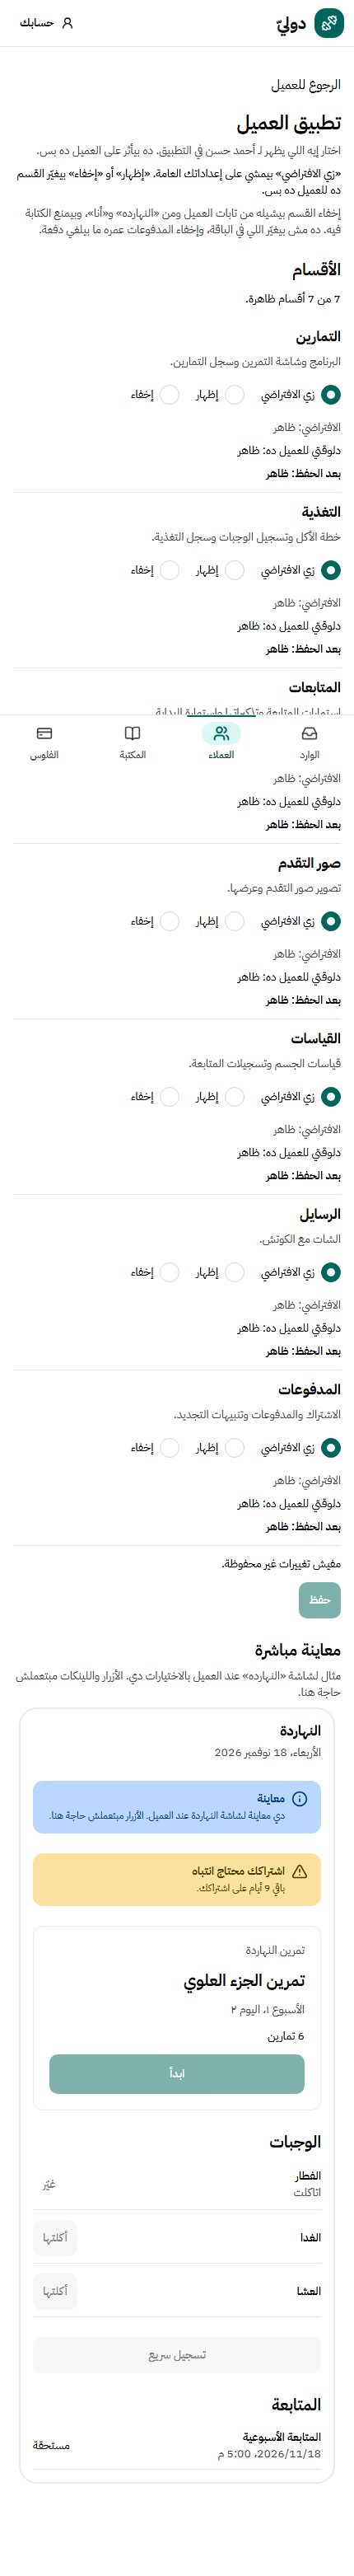 دوليّ
حسابك
الرجوع للعميل
تطبيق العميل
اختار إيه اللي يظهر لـ أحمد حسن في التطبيق. ده بيأثر على العميل ده بس.
«زي الافتراضي» بيمشي على إعداداتك العامة. «إظهار» أو «إخفاء» بيغيّر القسم
ده للعميل ده بس.
إخفاء القسم بيشيله من تابات العميل ومن «النهارده» و«أنا»، وبيمنع الكتابة
فيه. ده مش بيغيّر اللي في الباقة، وإخفاء المدفوعات عمره ما بيلغي دفعة.
الأقسام
7 من 7 أقسام ظاهرة.
التمارين
البرنامج وشاشة التمرين وسجل التمارين.
زي الافتراضي
إظهار
إخفاء
الافتراضي: ظاهر
دلوقتي للعميل ده: ظاهر
بعد الحفظ: ظاهر
التغذية
خطة الأكل وتسجيل الوجبات وسجل التغذية.
زي الافتراضي
إظهار
إخفاء
الافتراضي: ظاهر
دلوقتي للعميل ده: ظاهر
بعد الحفظ: ظاهر
المتابعات
استمارات المتابعة وتذكيراتها واستمارة البداية.
الوارد
العملاء
المكتبة
الفلوس
الافتراضي: ظاهر
دلوقتي للعميل ده: ظاهر
بعد الحفظ: ظاهر
صور التقدم
تصوير صور التقدم وعرضها.
زي الافتراضي
إظهار
إخفاء
الافتراضي: ظاهر
دلوقتي للعميل ده: ظاهر
بعد الحفظ: ظاهر
القياسات
قياسات الجسم وتسجيلات المتابعة.
زي الافتراضي
إظهار
إخفاء
الافتراضي: ظاهر
دلوقتي للعميل ده: ظاهر
بعد الحفظ: ظاهر
الرسايل
الشات مع الكوتش.
زي الافتراضي
إظهار
إخفاء
الافتراضي: ظاهر
دلوقتي للعميل ده: ظاهر
بعد الحفظ: ظاهر
المدفوعات
الاشتراك والمدفوعات وتنبيهات التجديد.
زي الافتراضي
إظهار
إخفاء
الافتراضي: ظاهر
دلوقتي للعميل ده: ظاهر
بعد الحفظ: ظاهر
مفيش تغييرات غير محفوظة.
حفظ
معاينة مباشرة
مثال لشاشة «النهارده» عند العميل بالاختيارات دي. الأزرار واللينكات مبتعملش
حاجة هنا.
النهاردة
الأربعاء، 18 نوفمبر 2026
معاينة
دي معاينة لشاشة النهاردة عند العميل. الأزرار مبتعملش حاجة هنا.
اشتراكك محتاج انتباه
باقي 9 أيام على اشتراكك.
تمرين النهاردة
تمرين الجزء العلوي
الأسبوع ١، اليوم ٢
6 تمارين
ابدأ
الوجبات
الفطار
اتاكلت
غيّر
الغدا
أكلتها
العشا
أكلتها
تسجيل سريع
المتابعة
المتابعة الأسبوعية
2026/11/18، 5:00 م
مستحقة